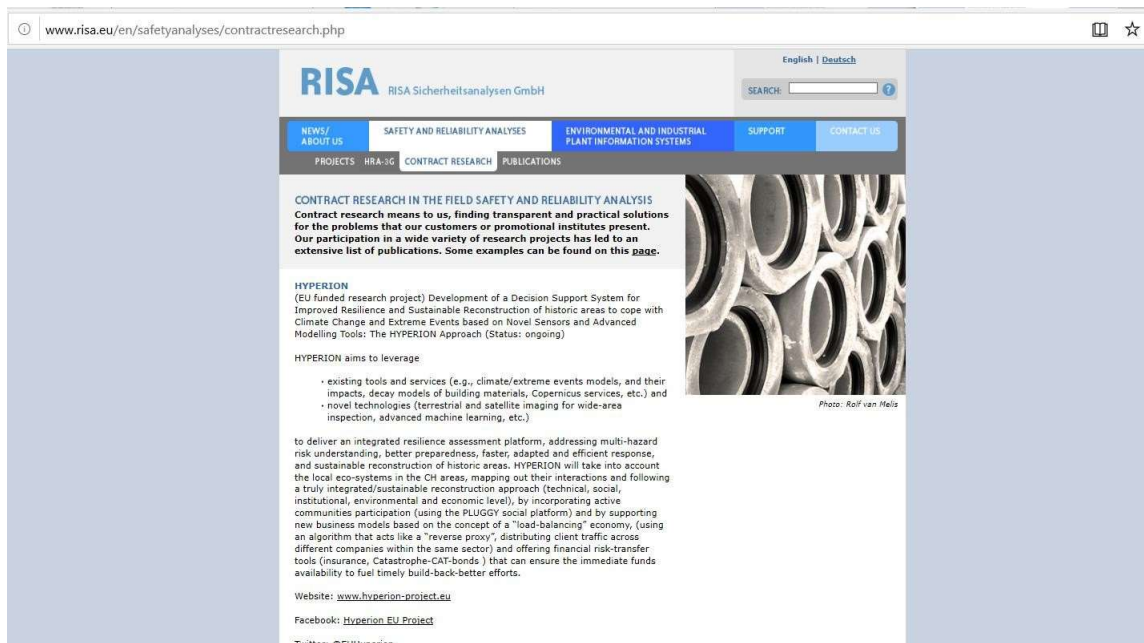 www.risa.eu/en/safetyanalyses/contractresearch.php
English | Deutsch
RISA RISA Sicherheitsanalysen GmbH
SEARCH: ?
NEWS/
ABOUT US
SAFETY AND RELIABILITY ANALYSES
ENVIRONMENTAL AND INDUSTRIAL
PLANT INFORMATION SYSTEMS
SUPPORT
CONTACT US
PROJECTS HRA-3G CONTRACT RESEARCH PUBLICATIONS
CONTRACT RESEARCH IN THE FIELD SAFETY AND RELIABILITY ANALYSIS
Contract research means to us, finding transparent and practical solutions
for the problems that our customers or promotional institutes present.
Our participation in a wide variety of research projects has led to an
extensive list of publications. Some examples can be found on this page.
HYPERION
(EU funded research project) Development of a Decision Support System for
Improved Resilience and Sustainable Reconstruction of historic areas to cope with
Climate Change and Extreme Events based on Novel Sensors and Advanced
Modelling Tools: The HYPERION Approach (Status: ongoing)
HYPERION aims to leverage
· existing tools and services (e.g., climate/extreme events models, and their
impacts, decay models of building materials, Copernicus services, etc.) and
· novel technologies (terrestrial and satellite imaging for wide-area
inspection, advanced machine learning, etc.)
Photo: Rolf van Melis
to deliver an integrated resilience assessment platform, addressing multi-hazard
risk understanding, better preparedness, faster, adapted and efficient response,
and sustainable reconstruction of historic areas. HYPERION will take into account
the local eco-systems in the CH areas, mapping out their interactions and following
a truly integrated/sustainable reconstruction approach (technical, social,
institutional, environmental and economic level), by incorporating active
communities participation (using the PLUGGY social platform) and by supporting
new business models based on the concept of a "load-balancing" economy, (using
an algorithm that acts like a "reverse proxy", distributing client traffic across
different companies within the same sector) and offering financial risk-transfer
tools (insurance, Catastrophe-CAT-bonds ) that can ensure the immediate funds
availability to fuel timely build-back-better efforts.
Website: www.hyperion-project.eu
Facebook: Hyperion EU Project